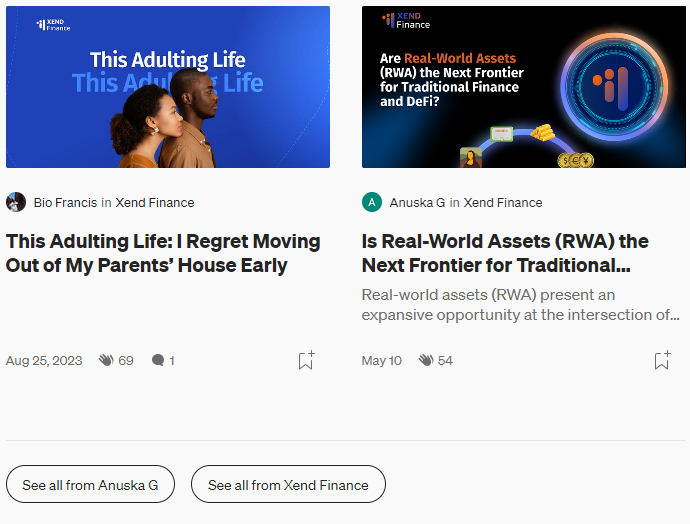 XEND
Finance
This Adulting Life
This Adulting Life
Bio Francis in Xend Finance
This Adulting Life: I Regret Moving
Out of My Parents’ House Early
Aug 25, 2023
69
1
XEND
Finance
Are Real-World Assets
(RWA) the Next Frontier
for Traditional Finance
and DeFi?
A
Anuska G in Xend Finance
Is Real-World Assets (RWA) the
Next Frontier for Traditional...
Real-world assets (RWA) present an
expansive opportunity at the intersection of...
May 10
54
See all from Anuska G
See all from Xend Finance